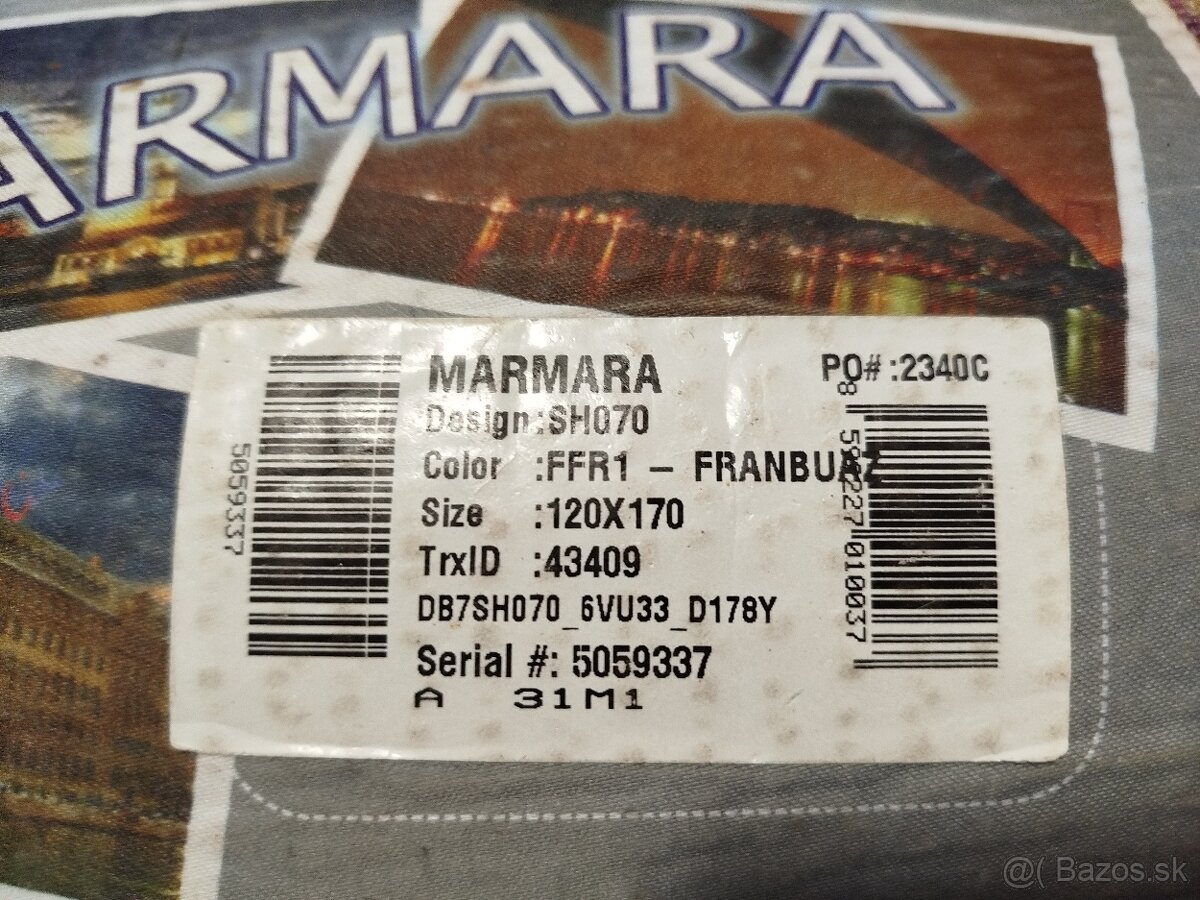 ARMARA
MARMARA
PO# :2340C
Design:SH070
Color :FFR1 – FRANBUAZ
Size :120X170
TrxID :43409
DB7SH070_6VU33_D178Y
Serial #: 5059337
A 31M1
5059337
@( Bazos.sk